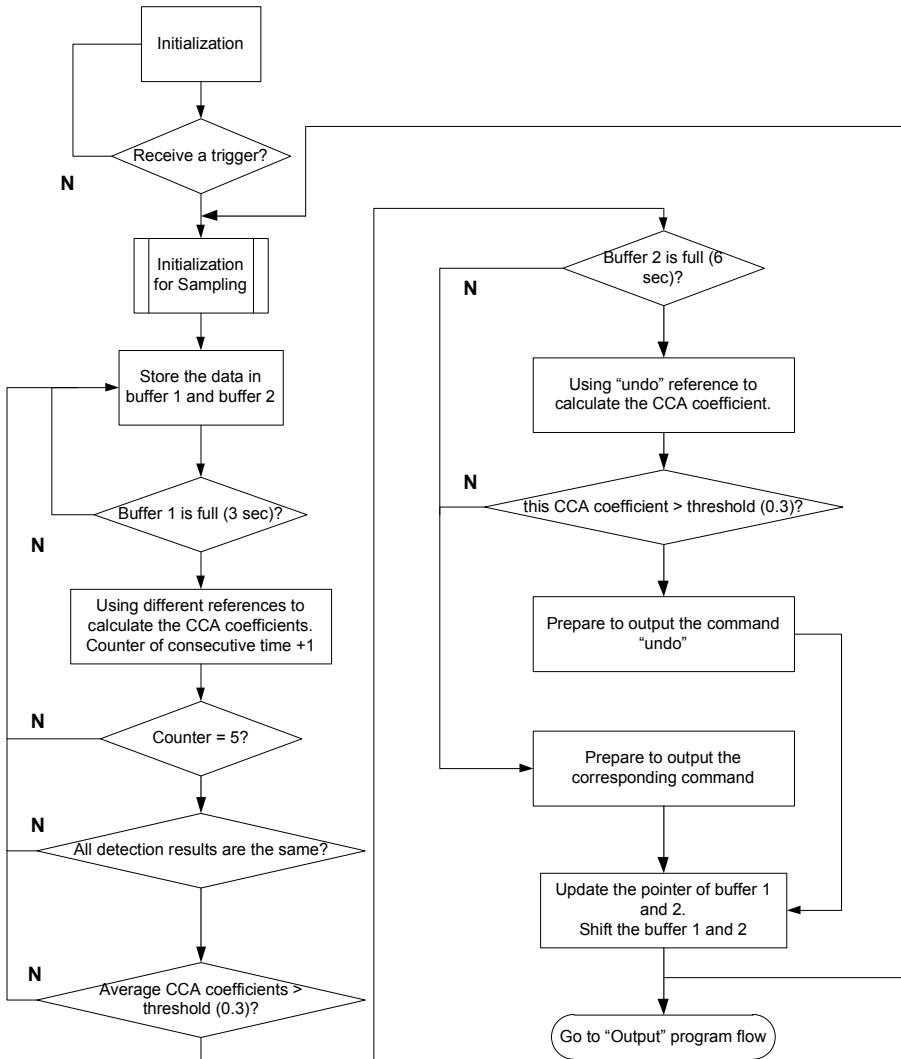 Initialization
Receive a trigger?
N
Initialization
for Sampling
Store the data in
buffer 1 and buffer 2
Buffer 1 is full (3 sec)?
N
Using different references to
calculate the CCA coefficients.
Counter of consecutive time +1
N
Counter = 5?
N
All detection results are the same?
N
Average CCA coefficients >
threshold (0.3)?
Buffer 2 is full (6
sec)?
N
Using “undo” reference to
calculate the CCA coefficient.
N
this CCA coefficient > threshold (0.3)?
Prepare to output the command
“undo”
Prepare to output the
corresponding command
Update the pointer of buffer 1
and 2.
Shift the buffer 1 and 2
Go to “Output” program flow